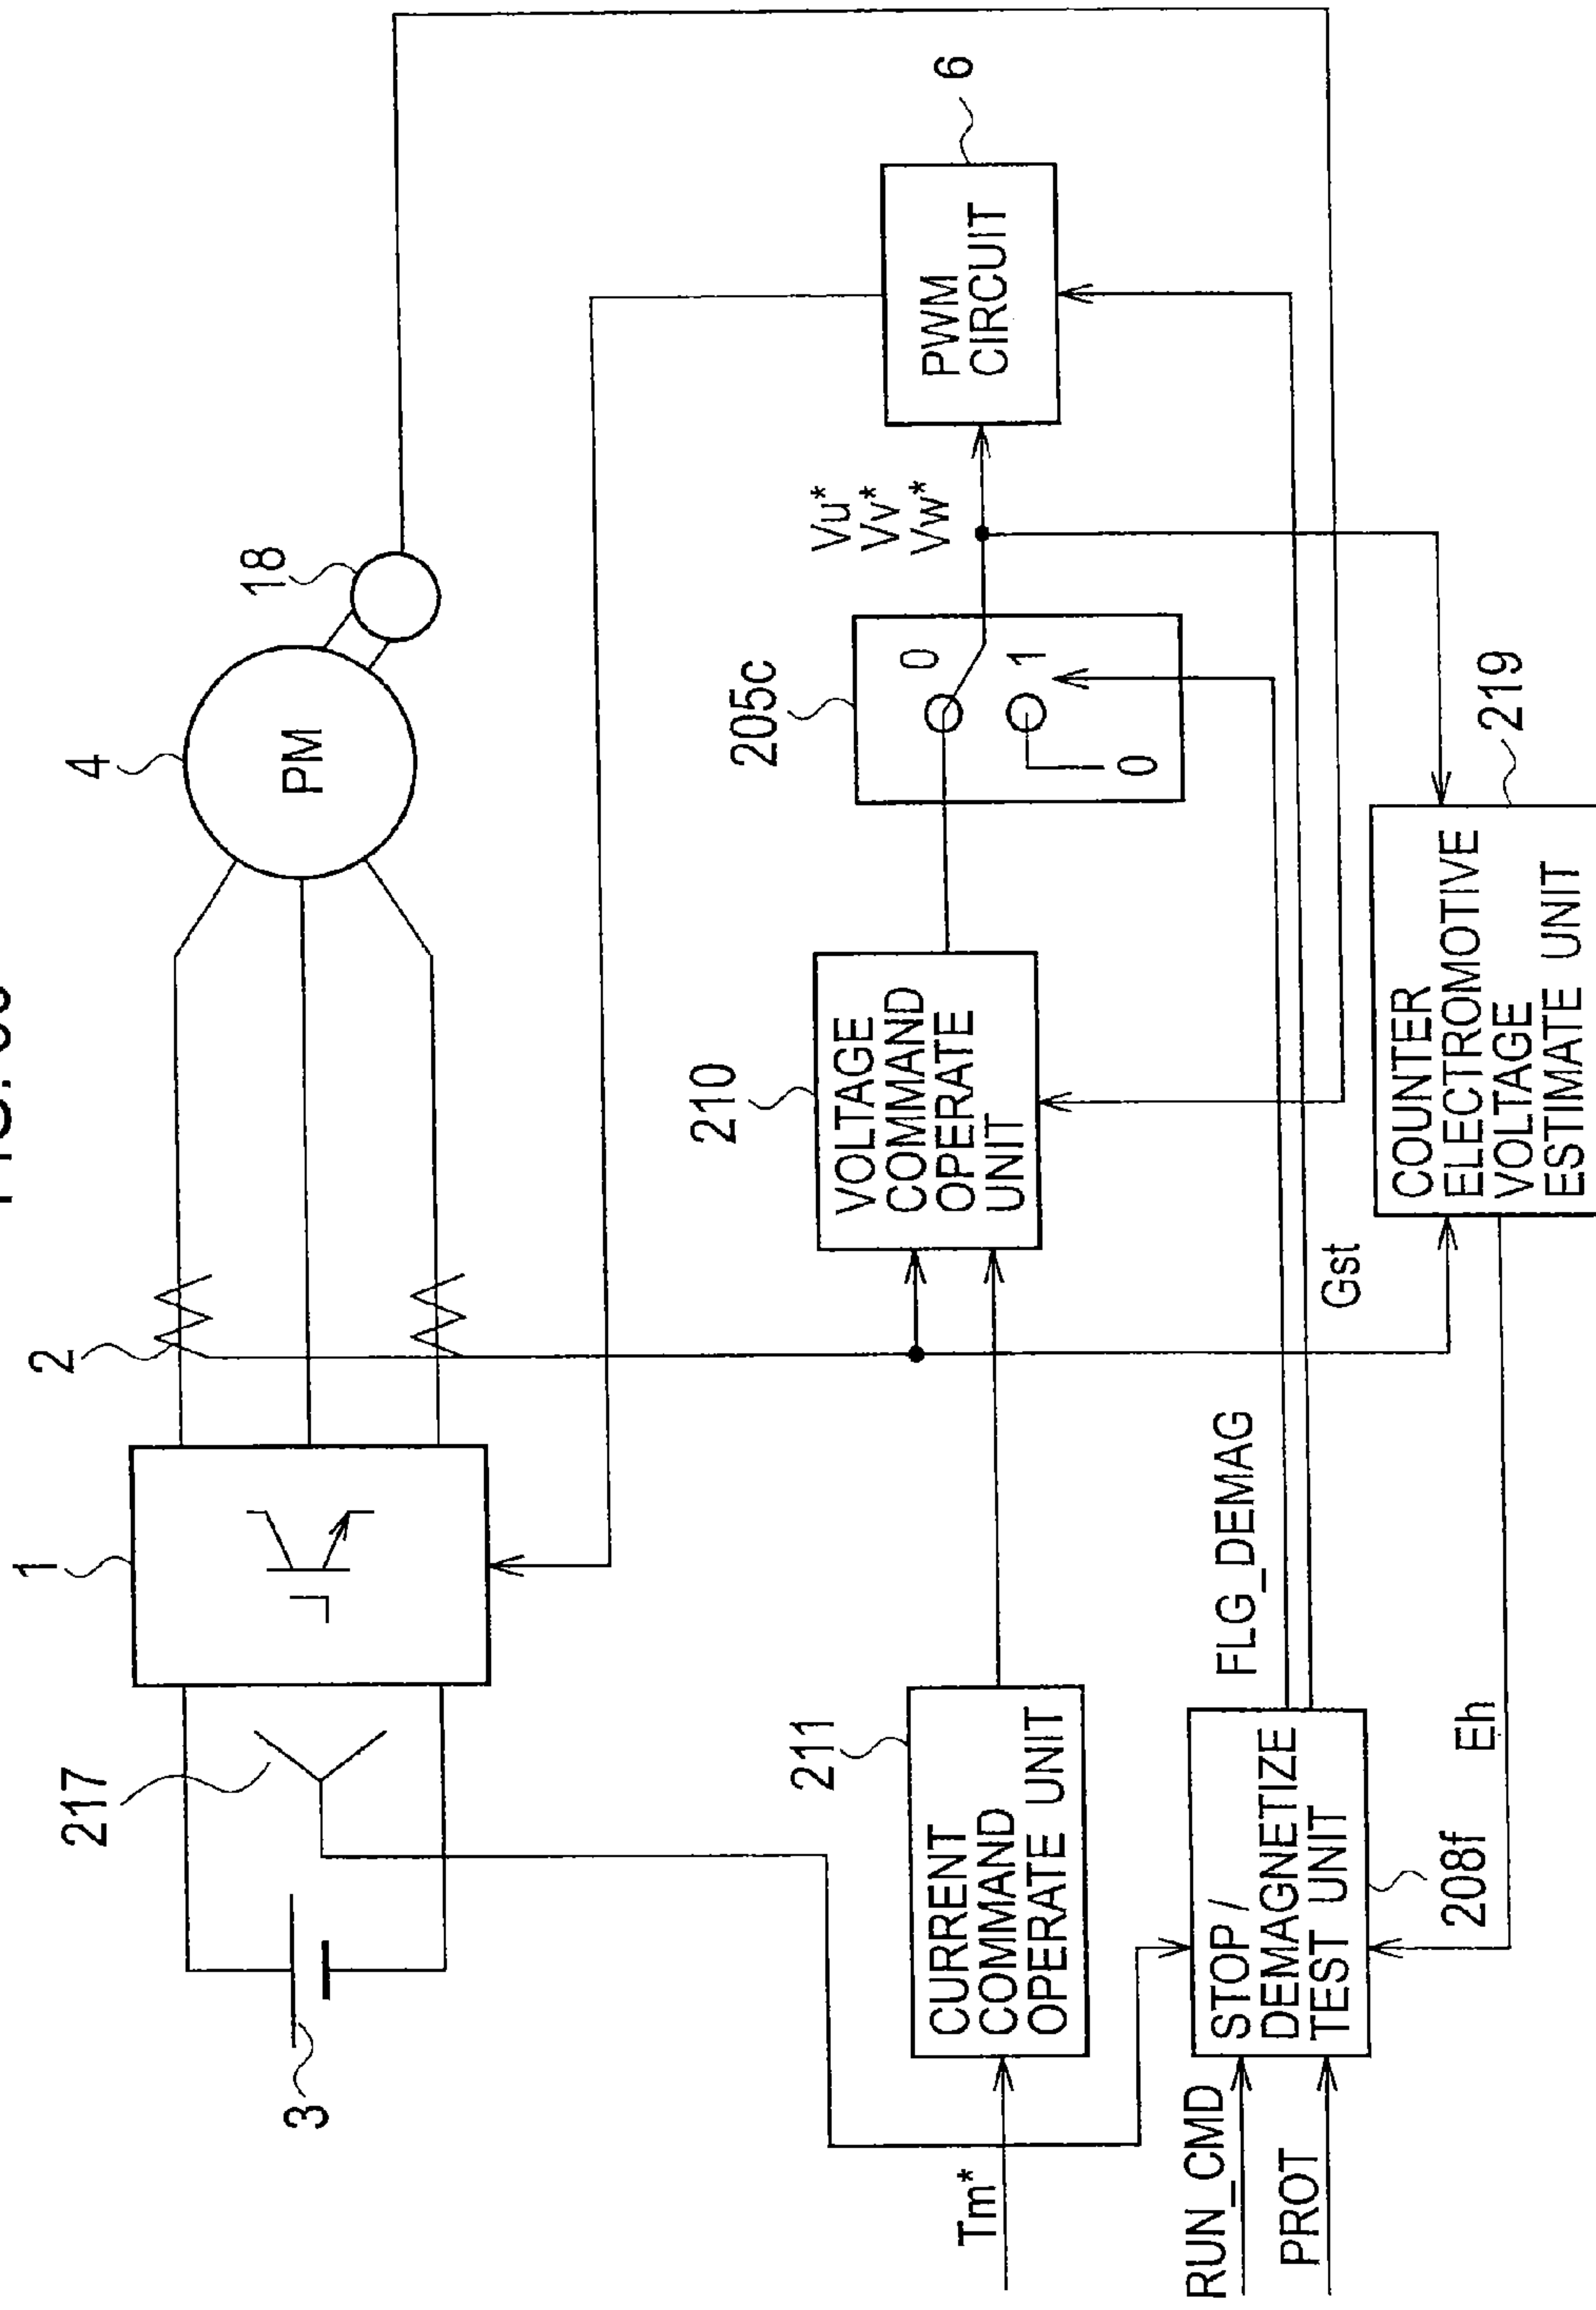 1
2
4
PM
18
217
3
6
PWM
CIRCUIT
Vu*
Vv*
Vw*
205c
0
1
0
210
VOLTAGE
COMMAND
OPERATE
UNIT
211
CURRENT
COMMAND
OPERATE UNIT
Tm*
FLG_DEMAG
Gst
219
COUNTER
ELECTROMOTIVE
VOLTAGE
ESTIMATE UNIT
RUN_CMD
PROT
STOP /
DEMAGNETIZE
TEST UNIT
208f
Eh